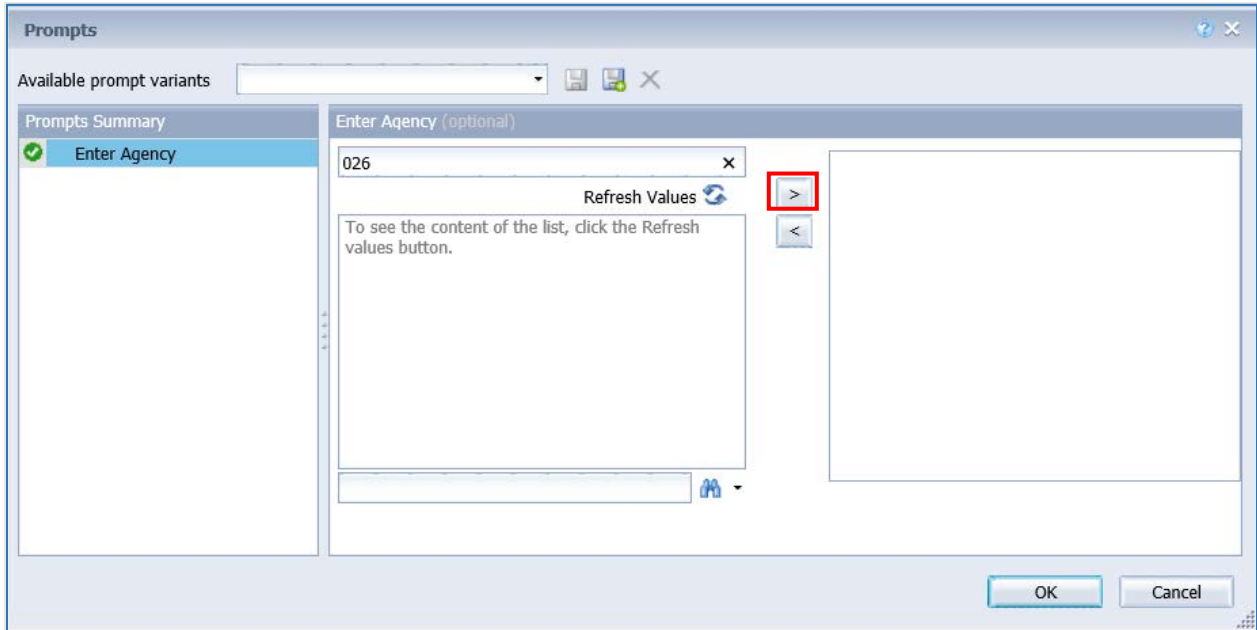 Prompts
Available prompt variants
Prompts Summary
Enter Agency
Enter Agency (optional)
026
Refresh Values
To see the content of the list, click the Refresh
values button.
>
<
OK
Cancel